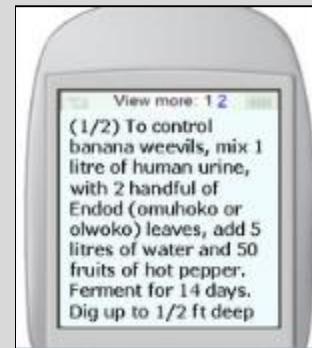 View more: 1 2
(1/2) To control
banana weevils, mix 1
litre of human urine,
with 2 handful of
Endod (omuhoko or
olwoko) leaves, add 5
litres of water and 50
fruits of hot pepper.
Ferment for 14 days.
Dig up to 1/2 ft deep